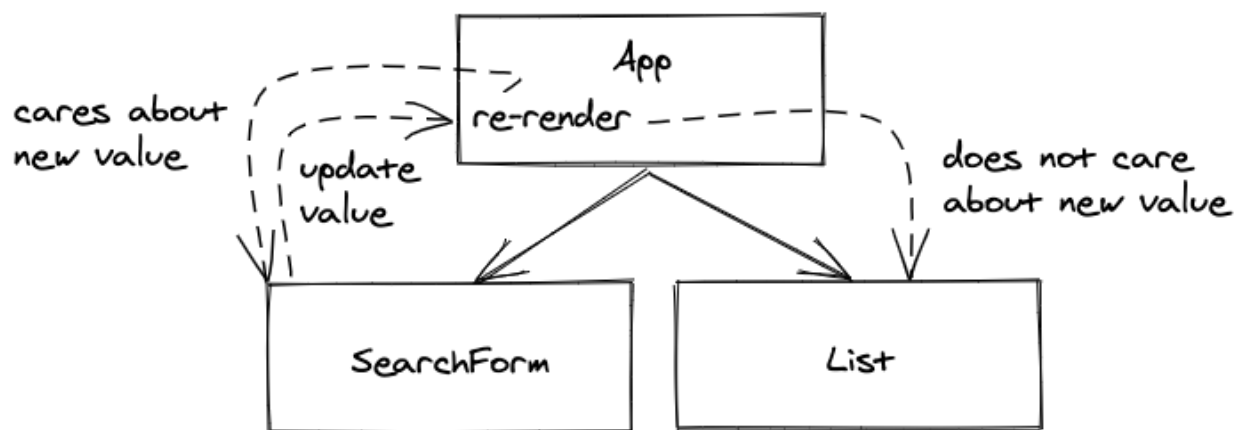 App
re-render
cares about
new value
update
value
does not care
about new value
SearchForm
List